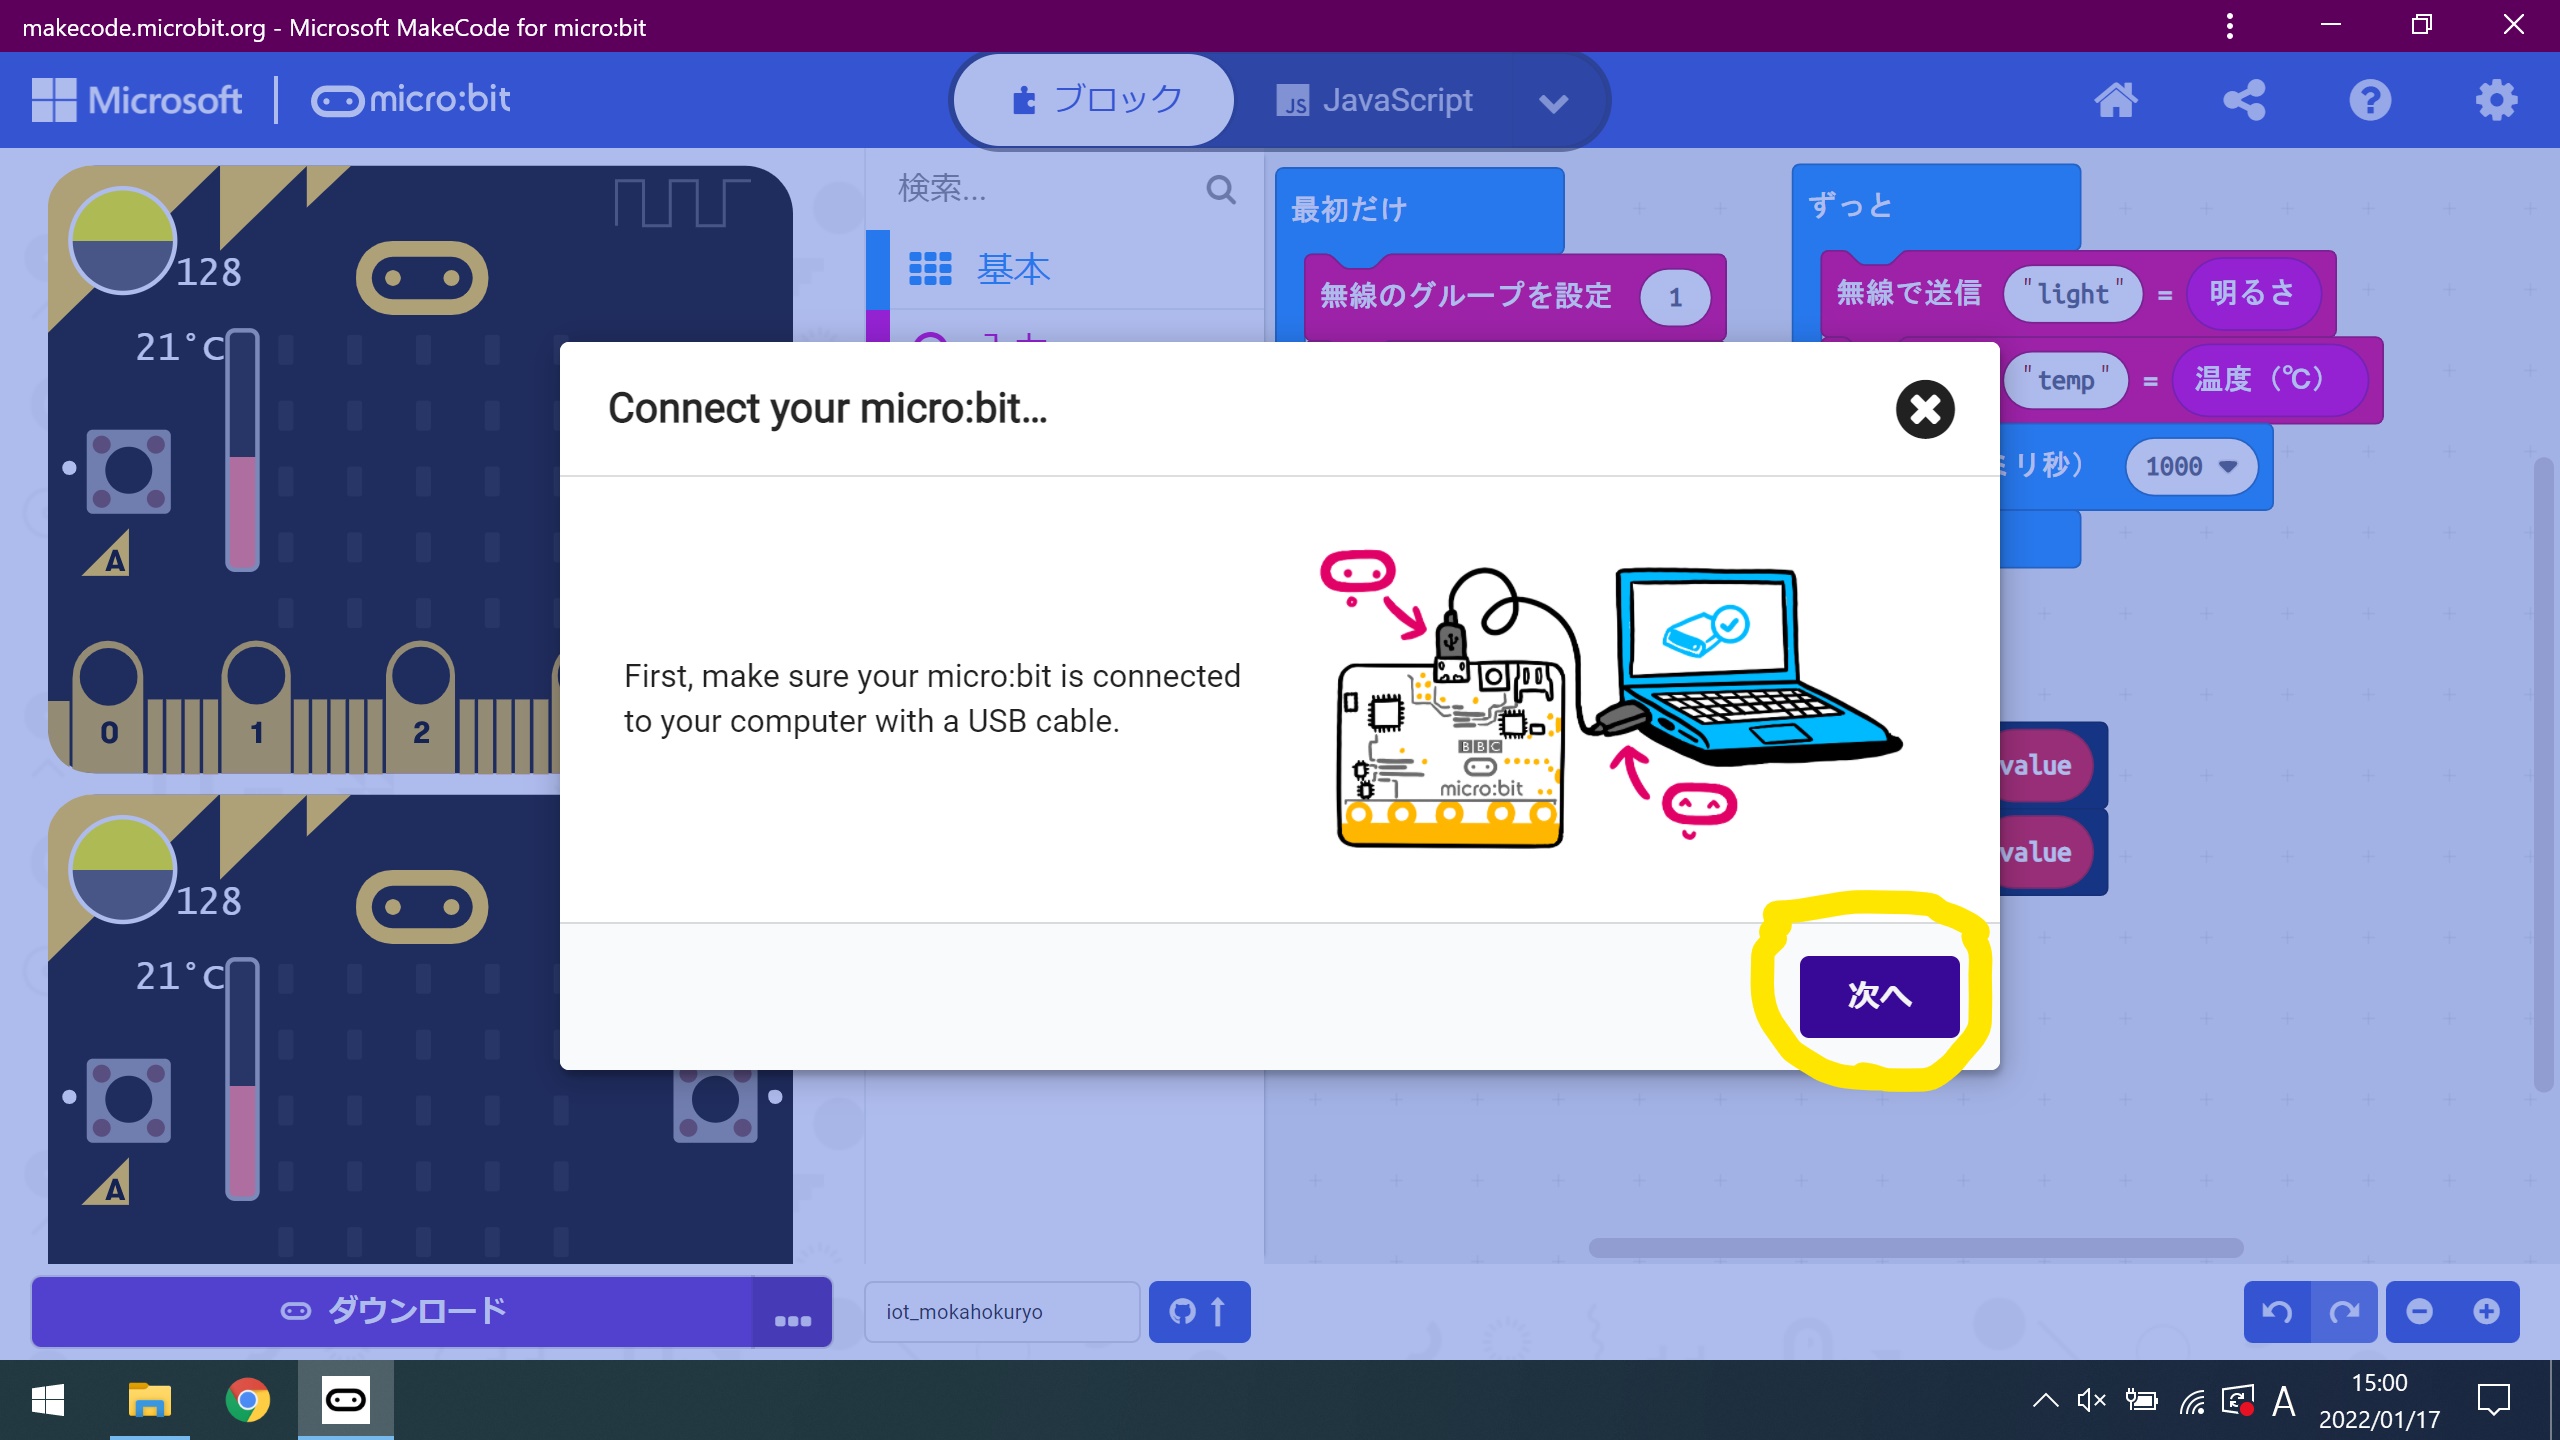 makecode.microbit.org - Microsoft MakeCode for micro:bit
Microsoft
micro:bit
ブロック
JS JavaScript
128
21°C
A
0
1
2
検索...
基本
入力
最初だけ
無線のグループを設定 1
ずっと
無線で送信 "light" = 明るさ
"temp" = 温度（℃）
ミリ秒） 1000
value
value
Connect your micro:bit...
First, make sure your micro:bit is connected
to your computer with a USB cable.
BBC
micro:bit
次へ
128
21°C
A
ダウンロード
...
iot_mokahokuryo
A
15:00
2022/01/17